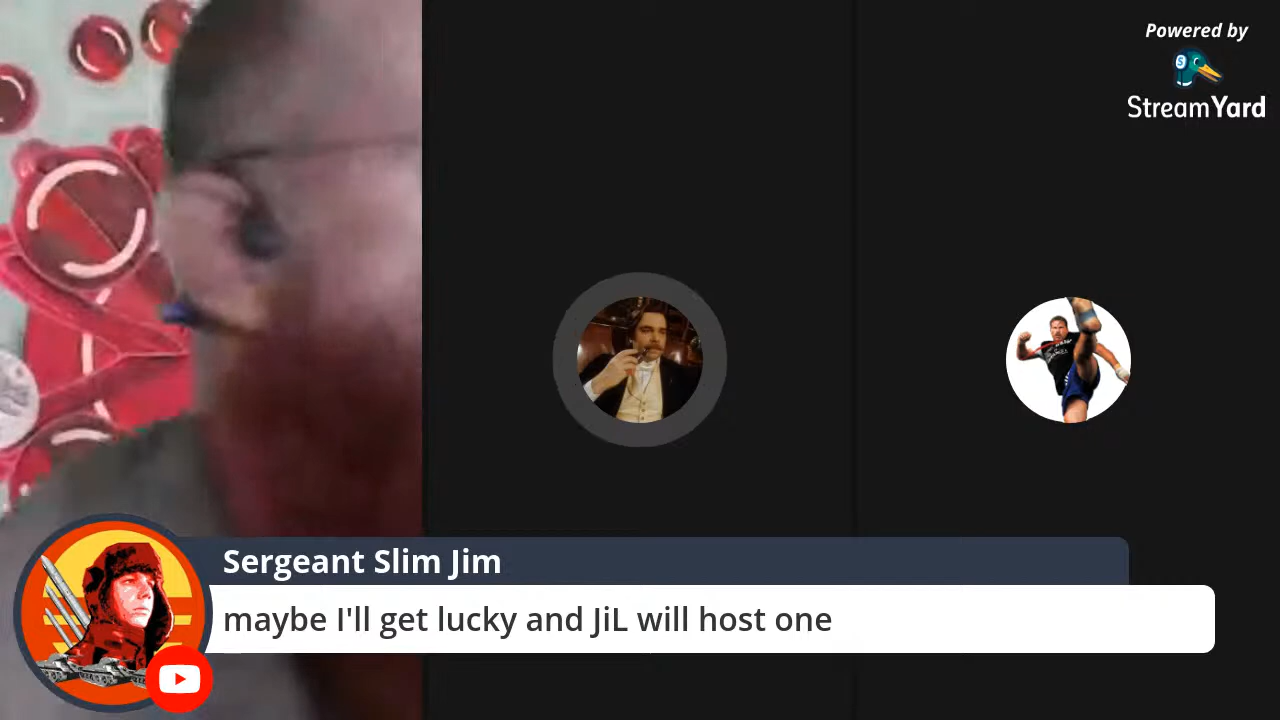 Powered by
StreamYard
Sergeant Slim Jim
maybe I'll get lucky and JiL will host one